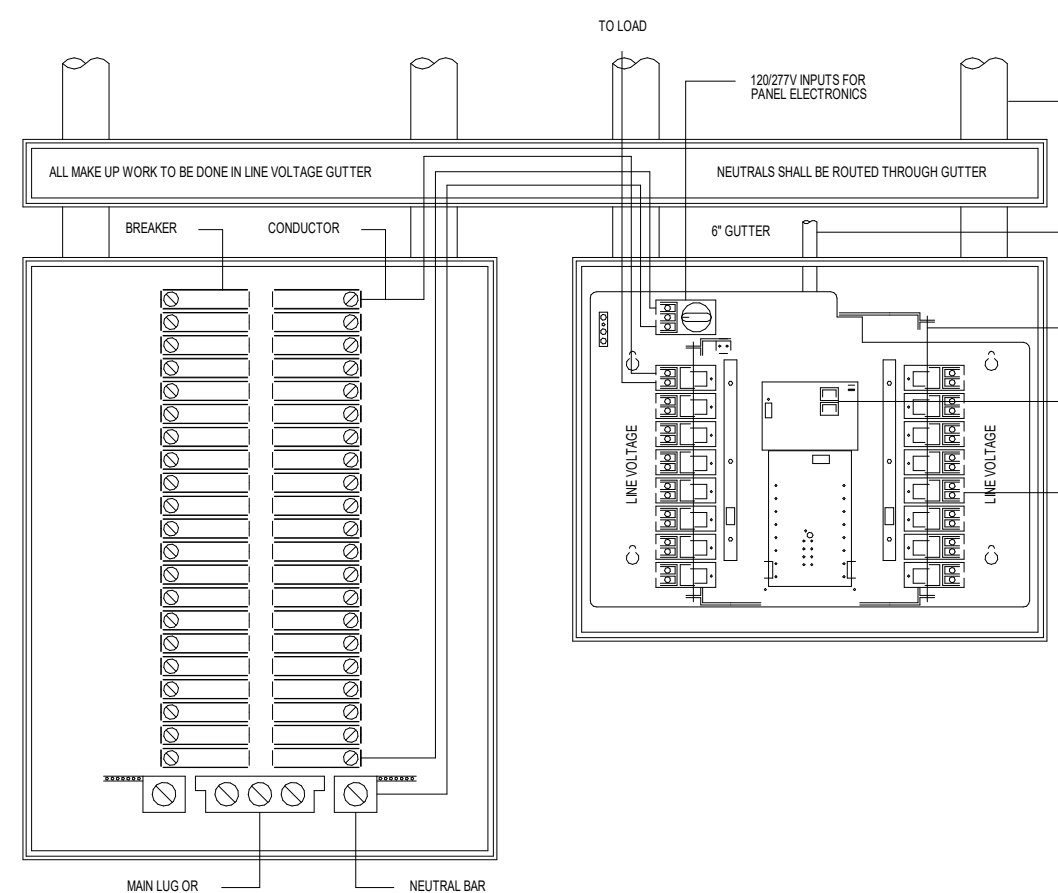 TO LOAD
120/277V INPUTS FOR
PANEL ELECTRONICS
ALL MAKE UP WORK TO BE DONE IN LINE VOLTAGE GUTTER
NEUTRALS SHALL BE ROUTED THROUGH GUTTER
BREAKER
CONDUCTOR
6" GUTTER
LINE VOLTAGE
LINE VOLTAGE
MAIN LUG OR
NEUTRAL BAR